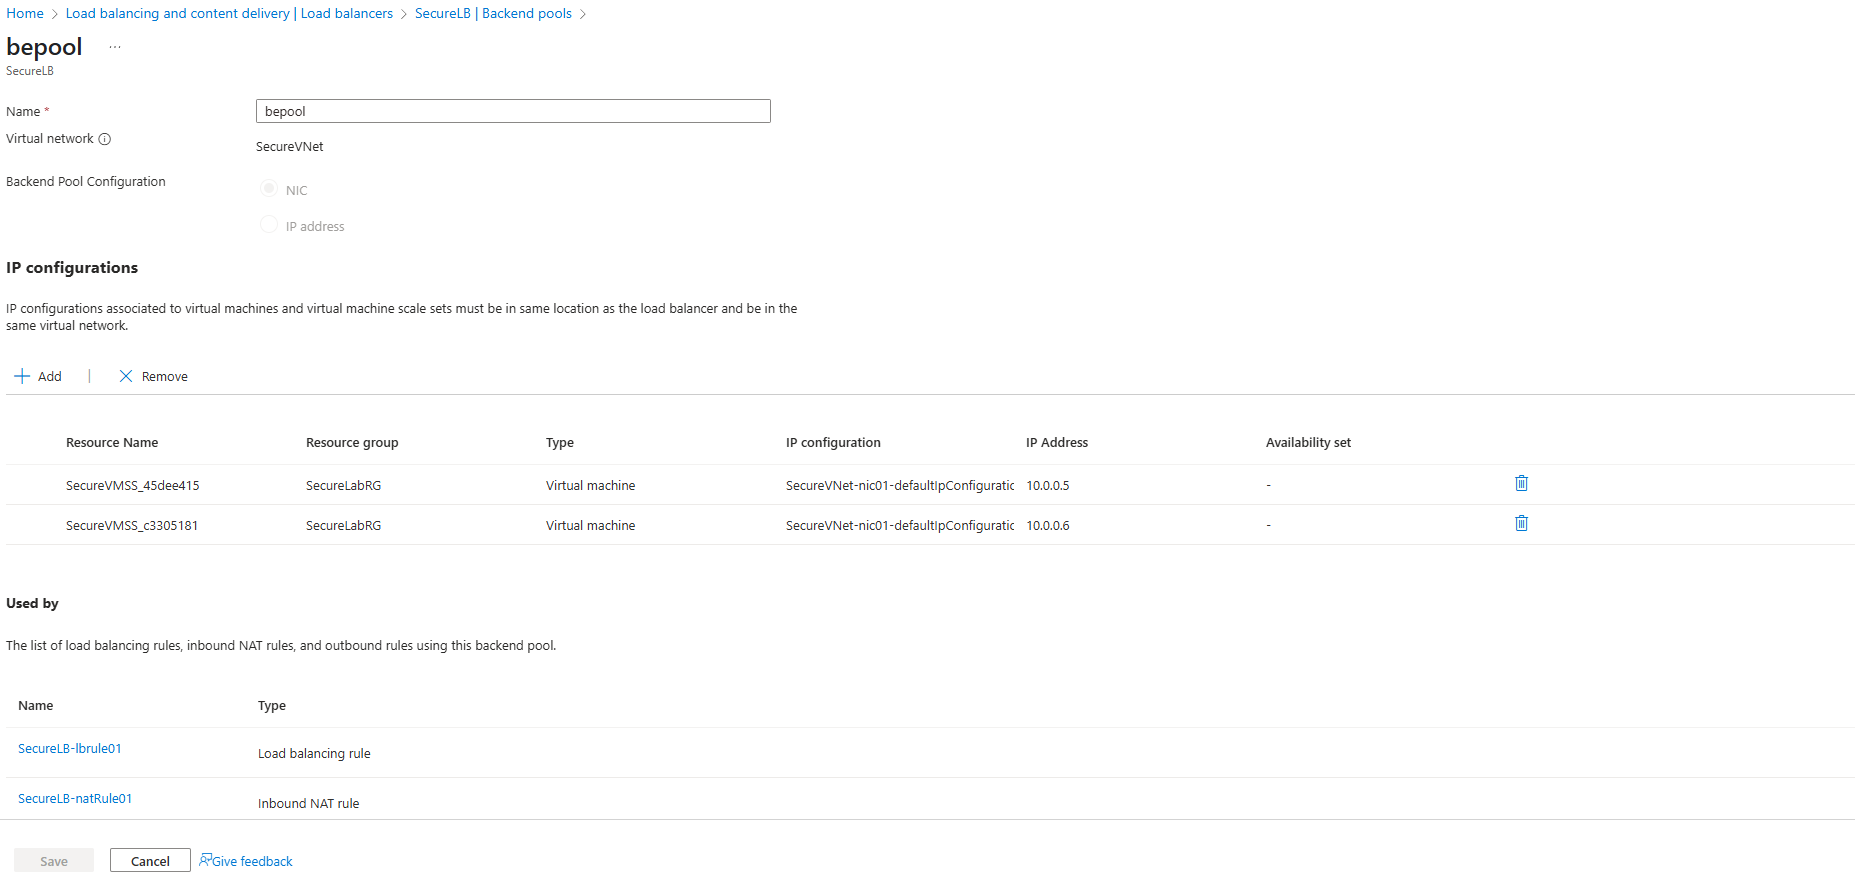 Home > Load balancing and content delivery | Load balancers > SecureLB | Backend pools >
bepool ...
SecureLB
Name *
bepool
Virtual network
SecureVNet
Backend Pool Configuration
NIC
IP address
IP configurations
IP configurations associated to virtual machines and virtual machine scale sets must be in same location as the load balancer and be in the
same virtual network.
Add | Remove
Resource Name Resource group Type IP configuration IP Address Availability set
SecureVMSS_45dee415 SecureLabRG Virtual machine SecureVNet-nic01-defaultIpConfiguratic 10.0.0.5 -
SecureVMSS_c3305181 SecureLabRG Virtual machine SecureVNet-nic01-defaultIpConfiguratic 10.0.0.6 -
Used by
The list of load balancing rules, inbound NAT rules, and outbound rules using this backend pool.
Name Type
SecureLB-lbrule01 Load balancing rule
SecureLB-natRule01 Inbound NAT rule
Save Cancel Give feedback